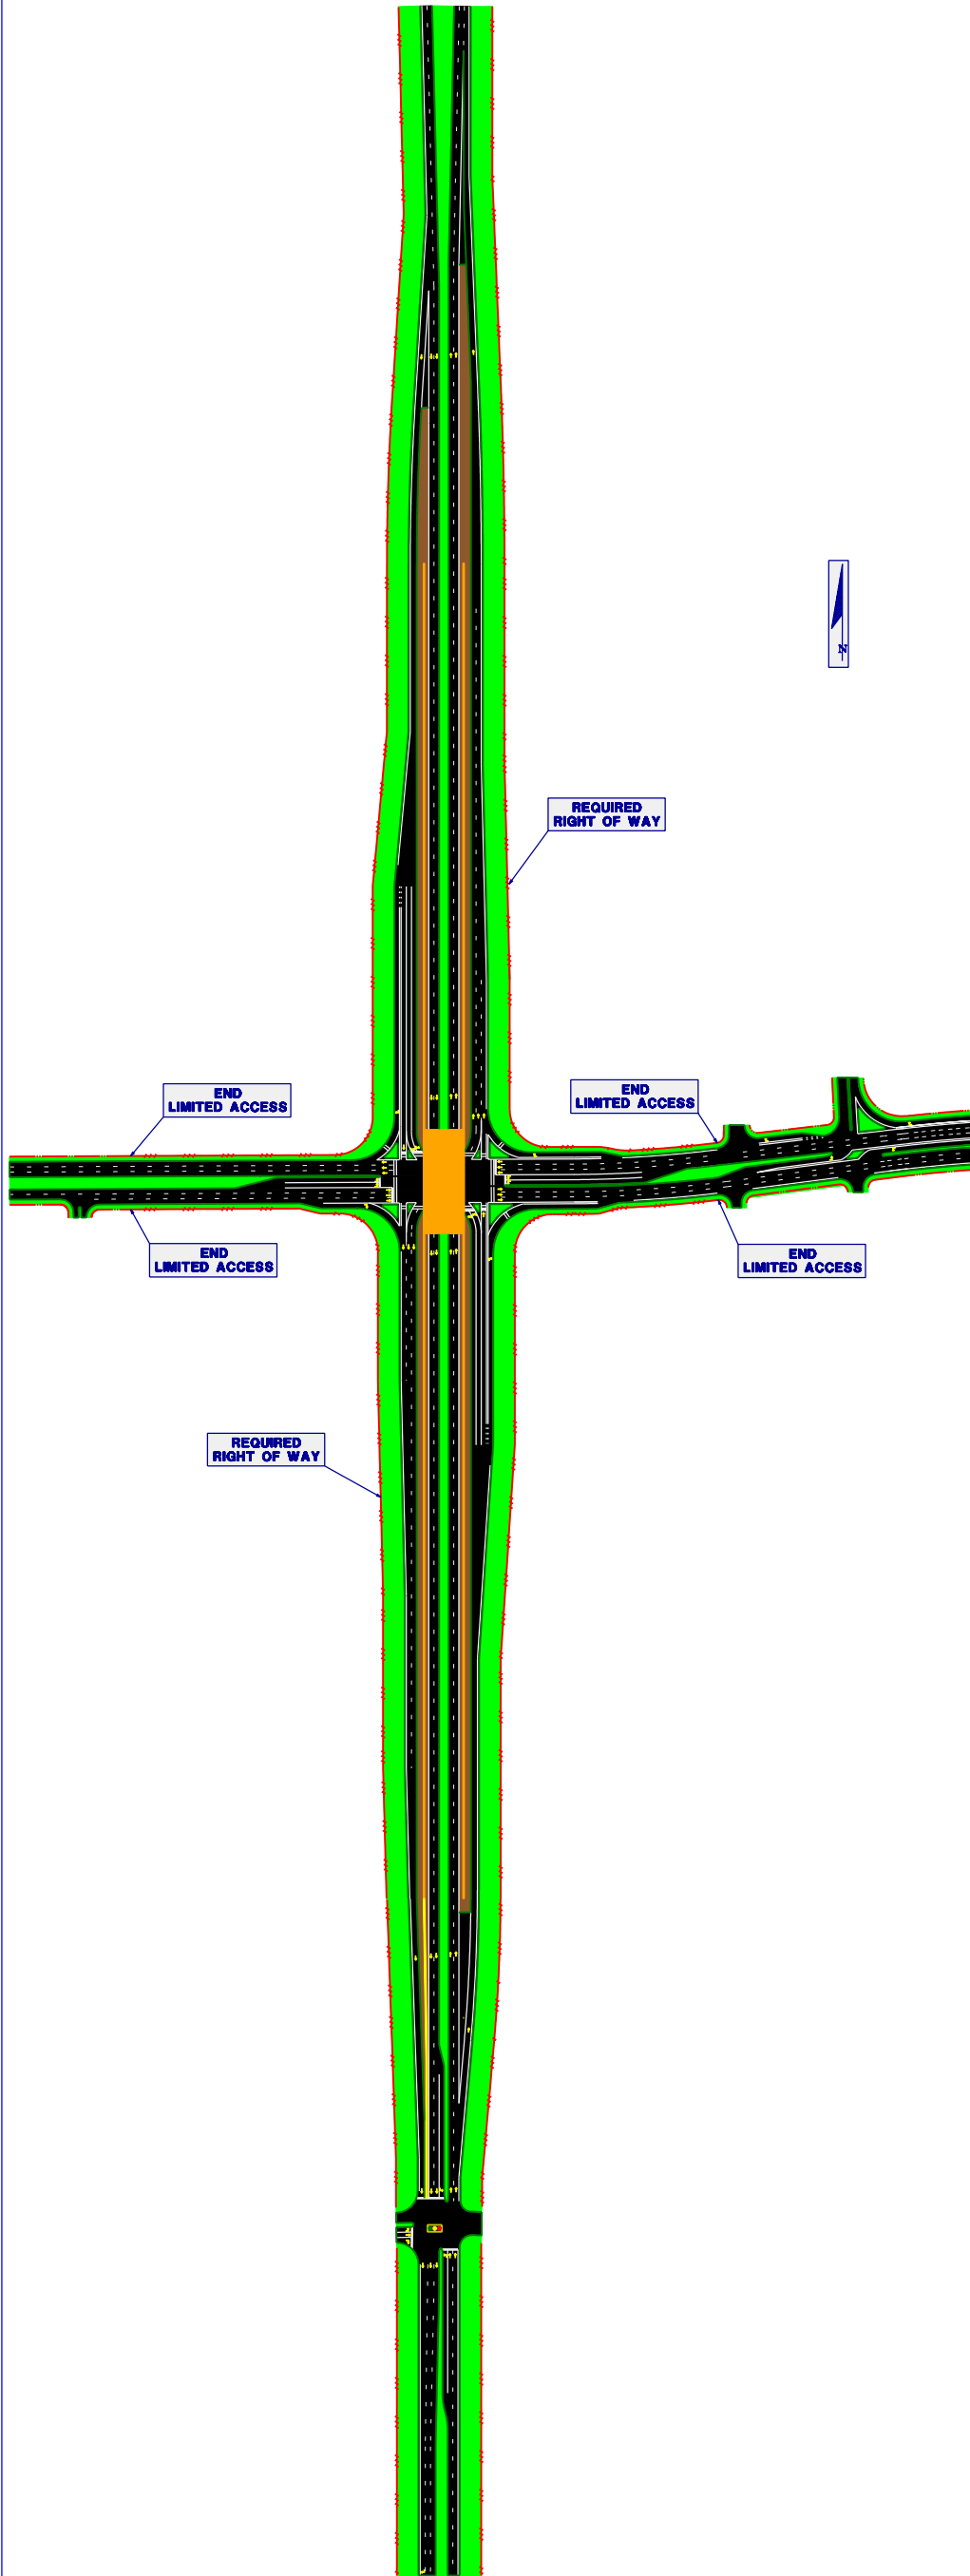 N
REQUIRED
RIGHT OF WAY
END
LIMITED ACCESS
END
LIMITED ACCESS
END
LIMITED ACCESS
END
LIMITED ACCESS
REQUIRED
RIGHT OF WAY